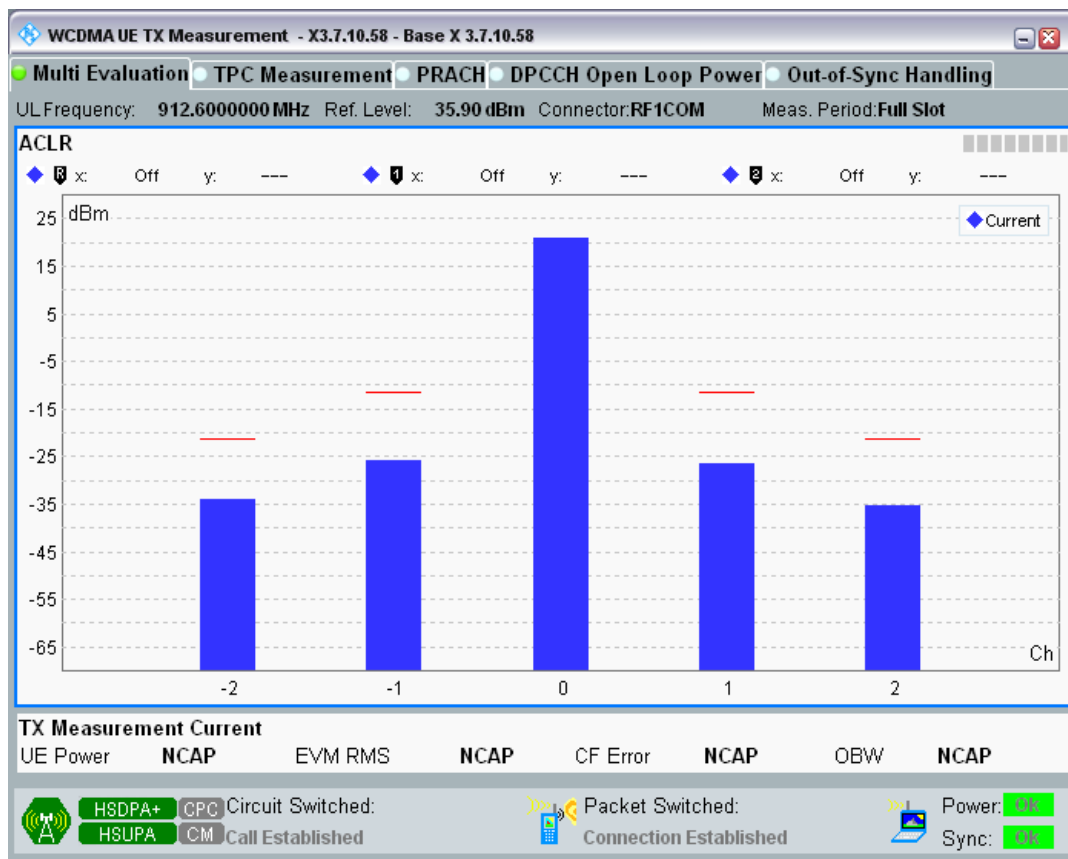 WCDMA UE TX Measurement - X3.7.10.58 - Base X 3.7.10.58
Multi Evaluation TPC Measurement PRACH DPCCH Open Loop Power Out-of-Sync Handling
ULFrequency: 912.6000000 MHz Ref. Level: 35.90 dBm Connector:RF1COM Meas. Period:Full Slot
ACLR
R x: Off y: --- 1 x: Off y: --- 2 x: Off y: ---
dBm
Current
25
15
5
-5
-15
-25
-35
-45
-55
-65
Ch
-2 -1 0 1 2
TX Measurement Current
UE Power NCAP EVM RMS NCAP CF Error NCAP OBW NCAP
HSDPA+ CPC Circuit Switched: Packet Switched: Power: OK
HSUPA CM Call Established Connection Established Sync: OK